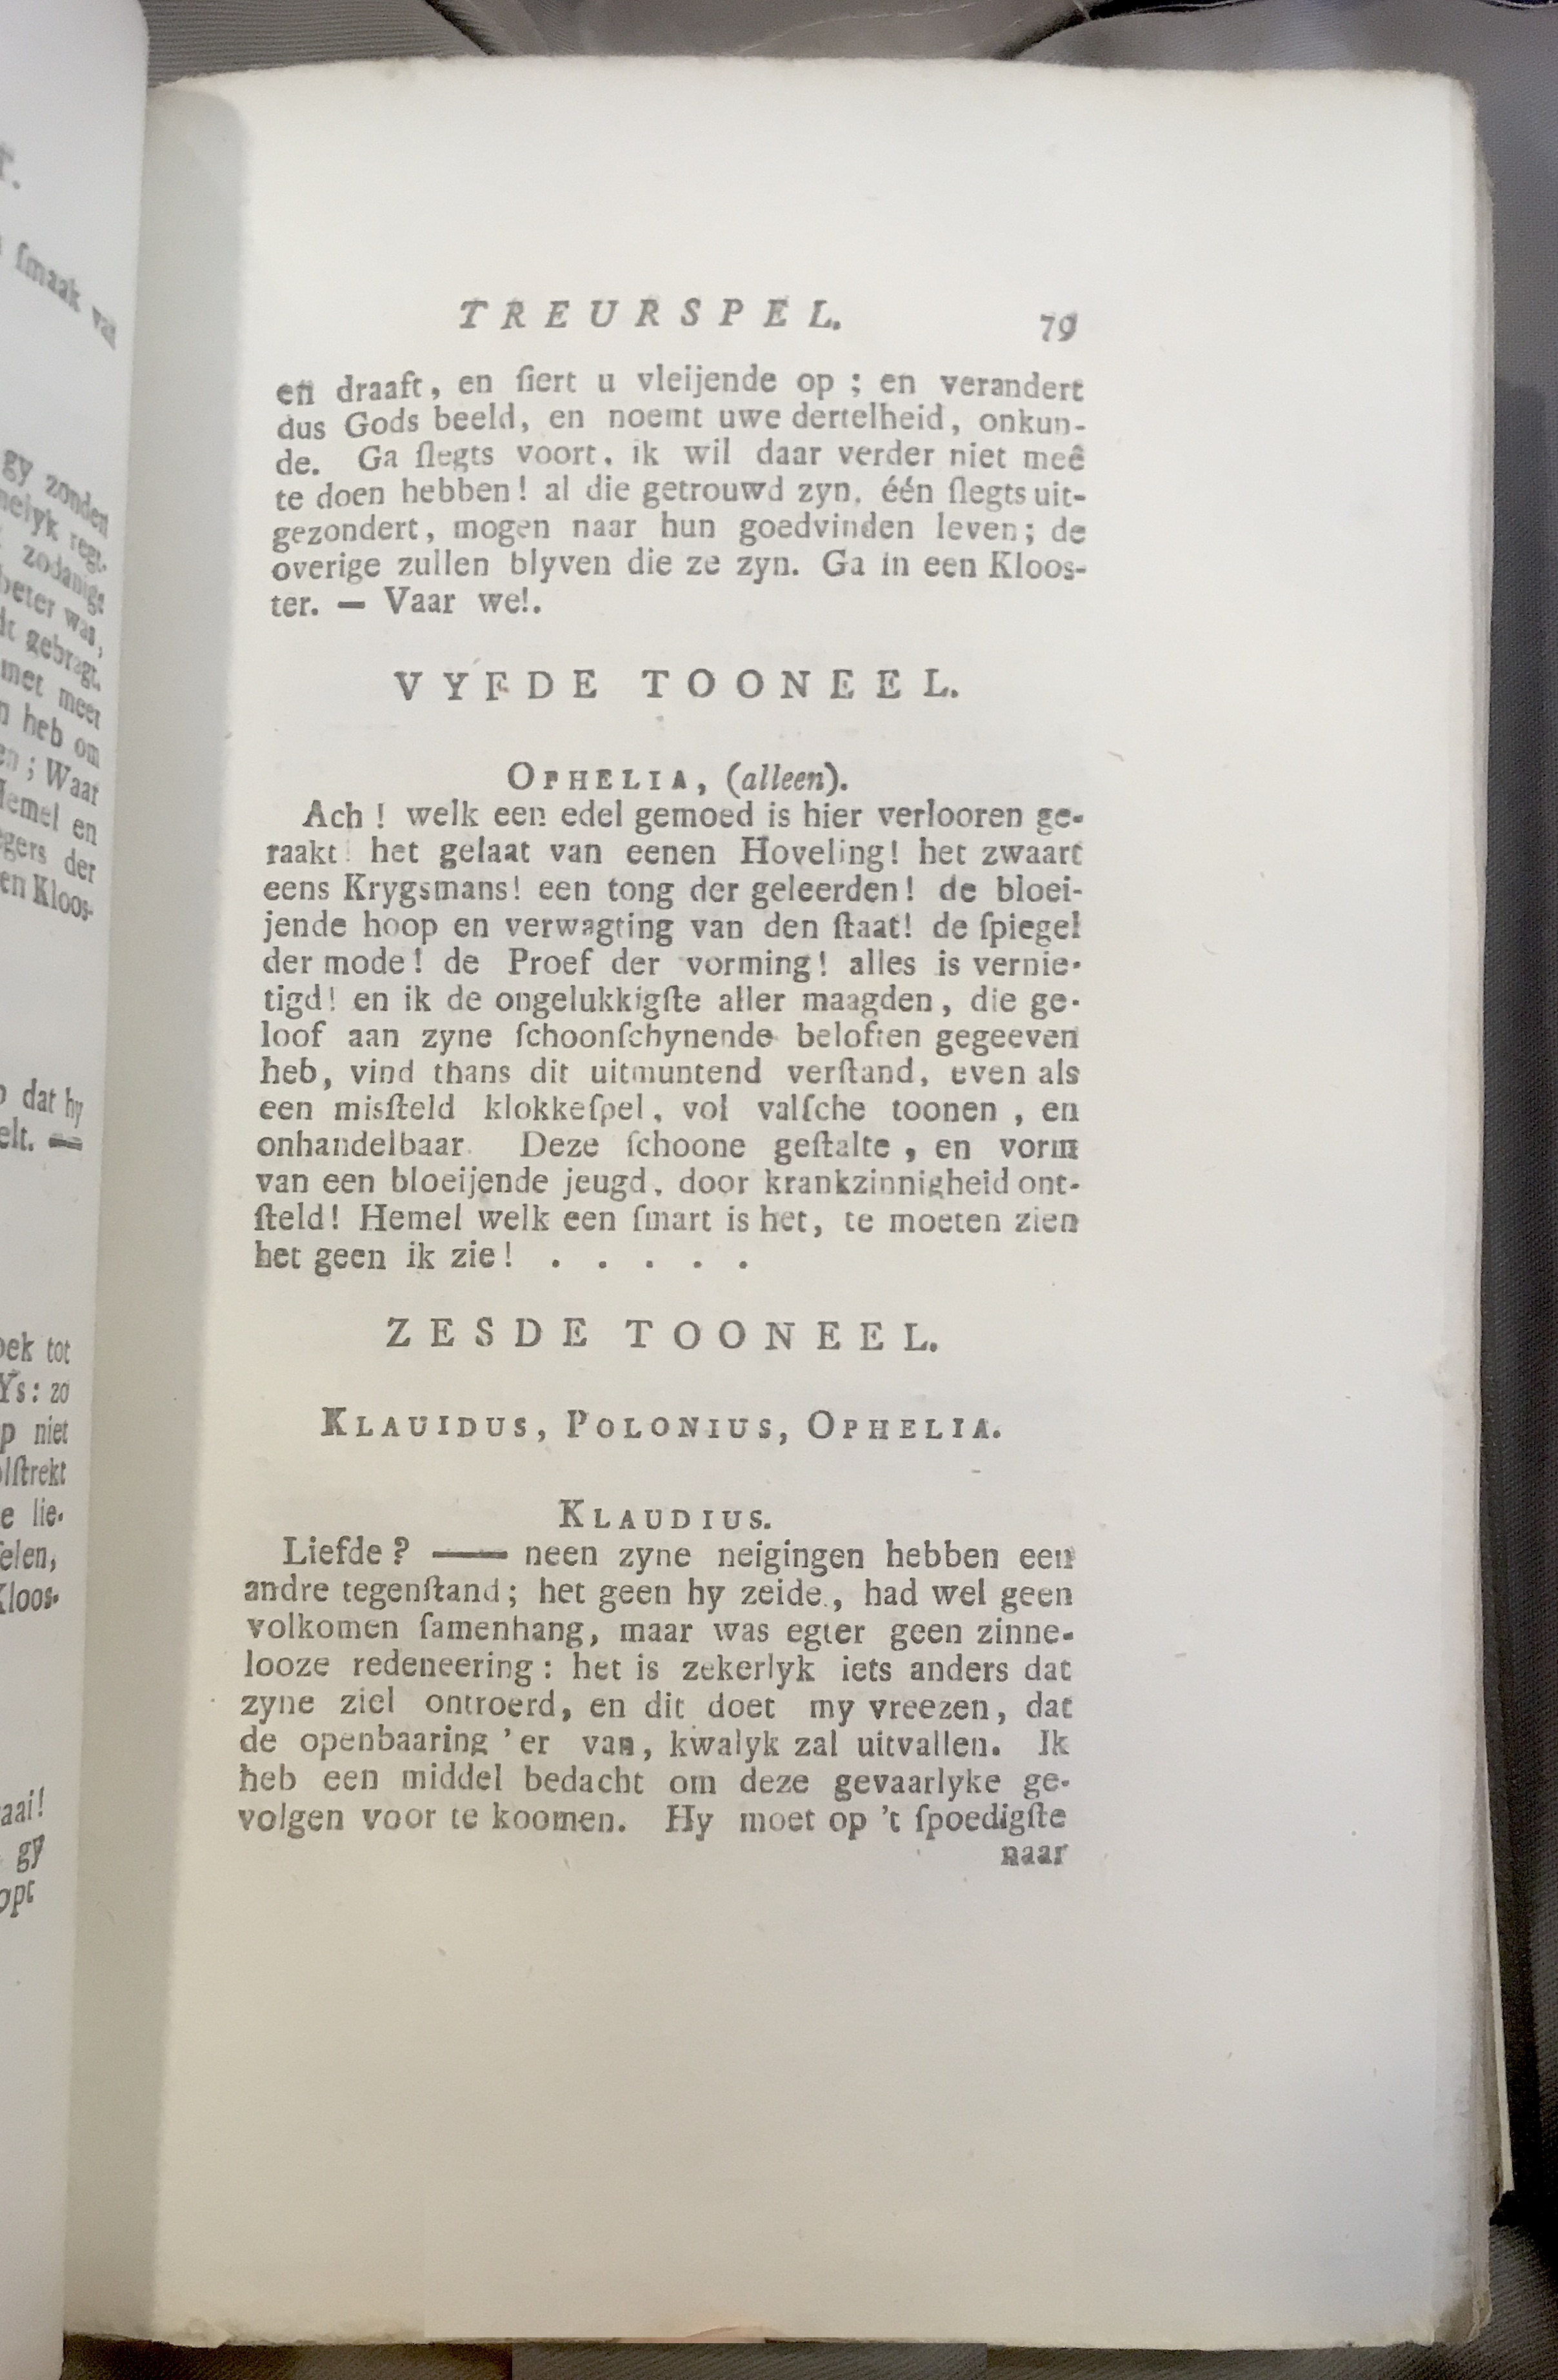 TREURSPEL. 79
en draaft, en ſiert u vleijende op ; en verandert
dus Gods beeld, en noemt uwe dertelheid, onkun-
de. Ga ſlegts voort, ik wil daar verder niet meê
te doen hebben! al die getrouwd zyn, één ſlegts uit-
gezondert, mogen naar hun goedvinden leven; de
overige zullen blyven die ze zyn. Ga in een Kloos-
ter. — Vaar wel.
VYFDE TOONEEL.
OPHELIA, (alleen).
Ach! welk een edel gemoed is hier verlooren ge-
raakt! het gelaat van eenen Hoveling! het zwaart
eens Krygsmans! een tong der geleerden! de bloei-
jende hoop en verwagting van den ſtaat! de ſpiegel
der mode! de Proef der vorming! alles is vernie-
tigd! en ik de ongelukkigſte aller maagden, die ge-
loof aan zyne ſchoonſchynende beloften gegeeven
heb, vind thans dit uitmuntend verſtand, even als
een misſteld klokkeſpel, vol valſche toonen, en
onhandelbaar. Deze ſchoone geſtalte, en vorm
van een bloeijende jeugd, door krankzinnigheid ont-
ſteld! Hemel welk een ſmart is het, te moeten zien
het geen ik zie! . . . . .
ZESDE TOONEEL.
KLAUIDUS, POLONIUS, OPHELIA.
KLAUDIUS.
Liefde? —— neen zyne neigingen hebben een
andre tegenſtand; het geen hy zeide, had wel geen
volkomen ſamenhang, maar was egter geen zinne-
looze redeneering: het is zekerlyk iets anders dat
zyne ziel ontroerd, en dit doet my vreezen, dat
de openbaaring 'er van, kwalyk zal uitvallen. Ik
heb een middel bedacht om deze gevaarlyke ge-
volgen voor te koomen. Hy moet op 't ſpoedigſte
naar